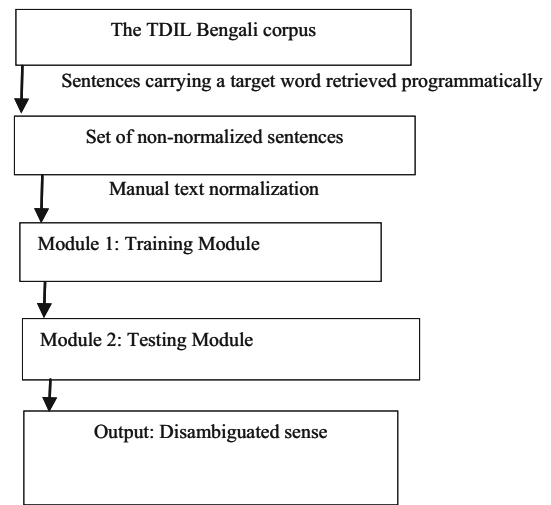 The TDIL Bengali corpus
Sentences carrying a target word retrieved programmatically
Set of non-normalized sentences
Manual text normalization
Module 1: Training Module
Module 2: Testing Module
Output: Disambiguated sense